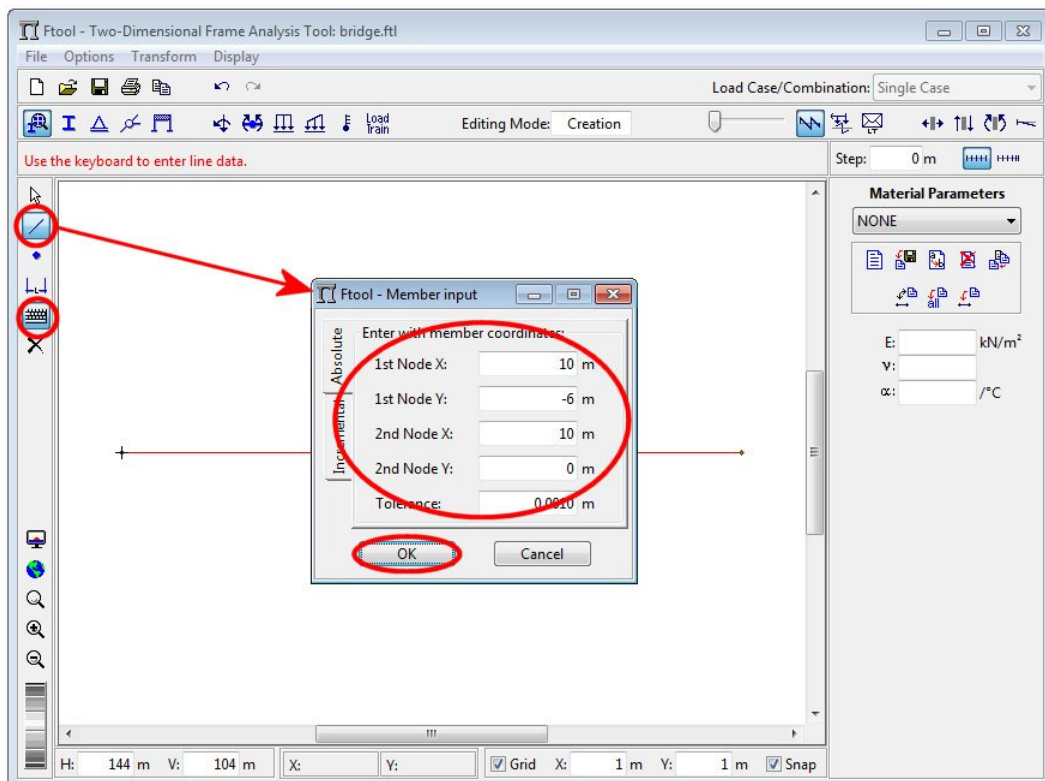 Ftool - Two-Dimensional Frame Analysis Tool: bridge.ftl
File Options Transform Display
Load Case/Combination: Single Case
Load Train
Editing Mode: Creation
LT
Use the keyboard to enter line data.
Step: 0 m
Material Parameters
NONE
all
E: kN/m²
ν:
α: /°C
Ftool - Member input
Absolute
Incremental
Enter with member coordinates:
1st Node X: 10 m
1st Node Y: -6 m
2nd Node X: 10 m
2nd Node Y: 0 m
Tolerance: 0.0010 m
OK Cancel
H: 144 m V: 104 m X: Y: Grid X: 1 m Y: 1 m Snap